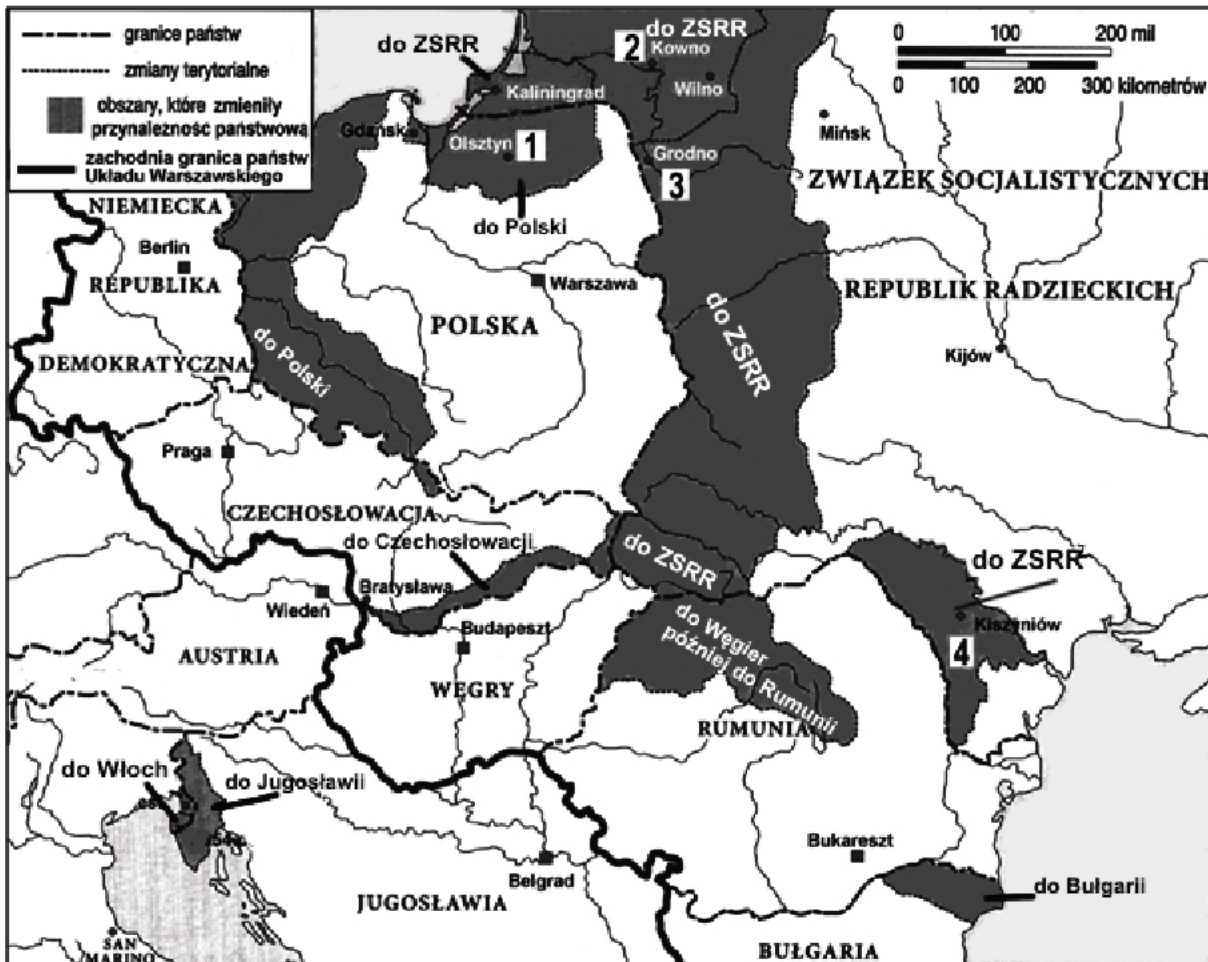 granice państw
zmiany terytorialne
obszary, które zmieniły
przynależność państwową
zachodnia granica państw
Układu Warszawskiego
0 100 200 mil
0 100 200 300 kilometrów
do ZSRR
do ZSRR
2
Kowno
Wilno
Kaliningrad
Gdańsk
Olsztyn
1
Grodno
3
Mińsk
do Polski
ZWIĄZEK SOCJALISTYCZNYCH
REPUBLIK RADZIECKICH
NIEMIECKA
Berlin
REPUBLIKA
DEMOKRATYCZNA
do Polski
POLSKA
Warszawa
do ZSRR
Kijów
Praga
CZECHOSŁOWACJA
do Czechosłowacji
Bratysława
Wiedeń
AUSTRIA
Budapeszt
WĘGRY
do ZSRR
do Węgier
później do Rumunii
RUMUNIA
do ZSRR
Kiszyniów
4
do Włoch
do Jugosławii
Belgrad
JUGOSŁAWIA
Bukareszt
do Bułgarii
BUŁGARIA
SAN
MARINO